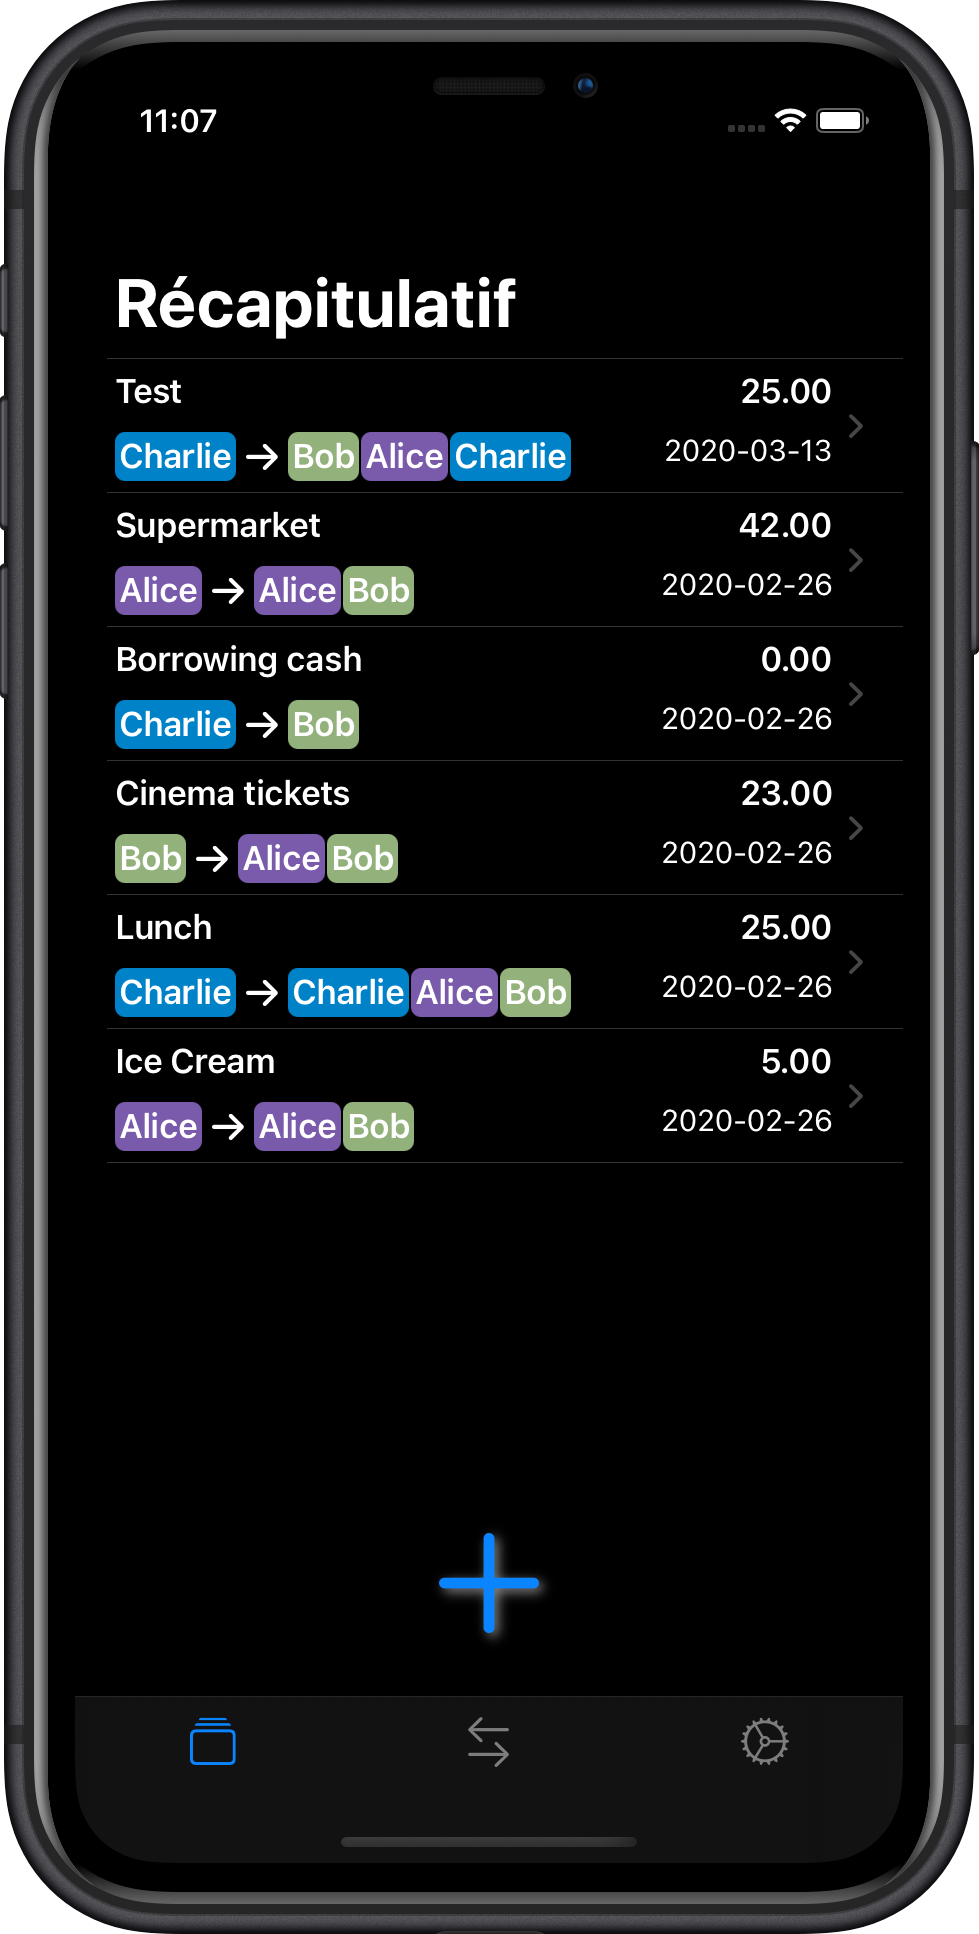 11:07
Récapitulatif
Test 25.00
Charlie → Bob Alice Charlie 2020-03-13
Supermarket 42.00
Alice → Alice Bob 2020-02-26
Borrowing cash 0.00
Charlie → Bob 2020-02-26
Cinema tickets 23.00
Bob → Alice Bob 2020-02-26
Lunch 25.00
Charlie → Charlie Alice Bob 2020-02-26
Ice Cream 5.00
Alice → Alice Bob 2020-02-26